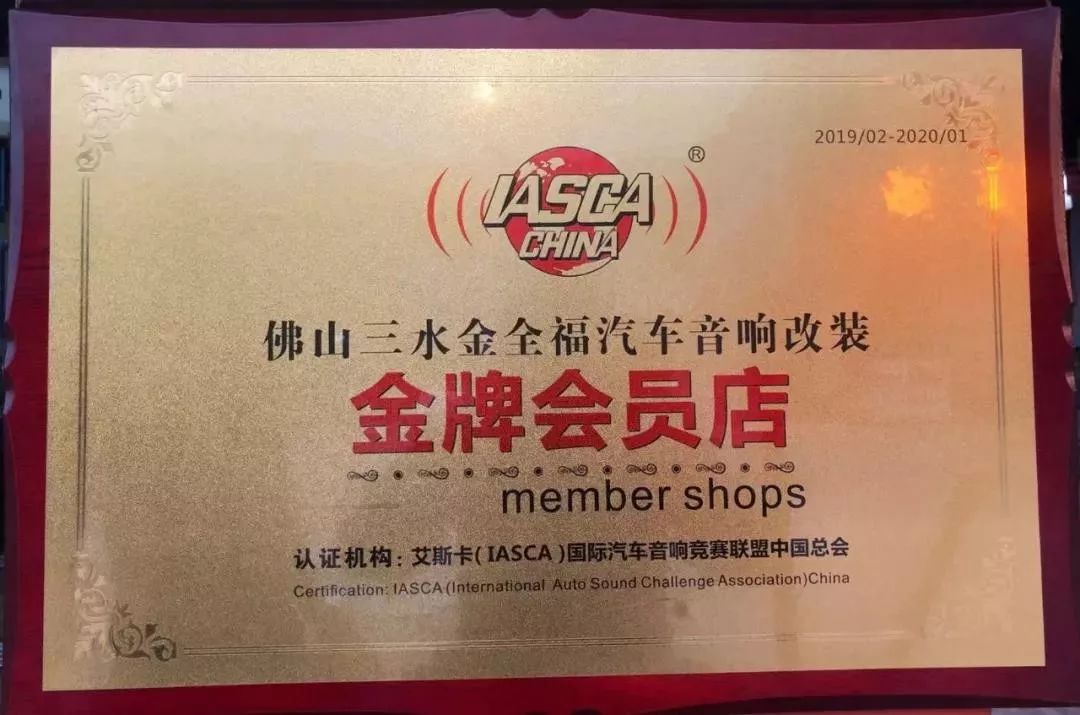 2019/02-2020/01
®
IASCA
CHINA
佛山三水金全福汽车音响改装
金牌会员店
member shops
认证机构：艾斯卡(IASCA)国际汽车音响竞赛联盟中国总会
Certification: IASCA(International Auto Sound Challenge Association)China